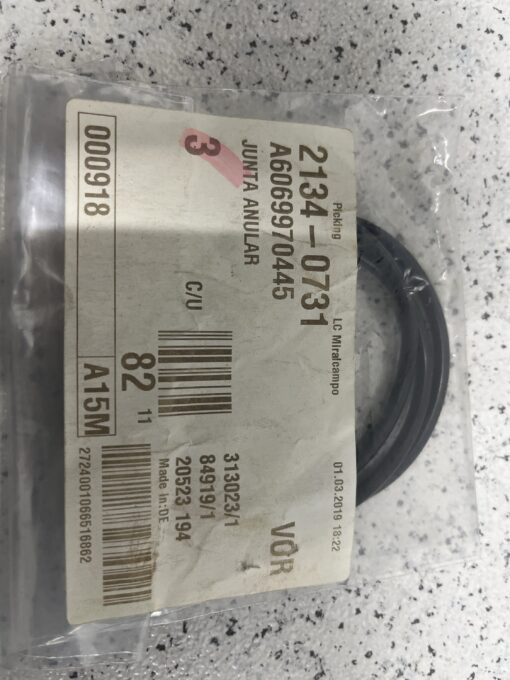 Picking
LC Miralcampo
01.03.2019 18:22
2134-0731
VOR
A6069970445
JUNTA ANULAR
313023/1
84919/1
3
C/U
20523 194
Made In:DE
82
11
000918
A15M
2724001066516862